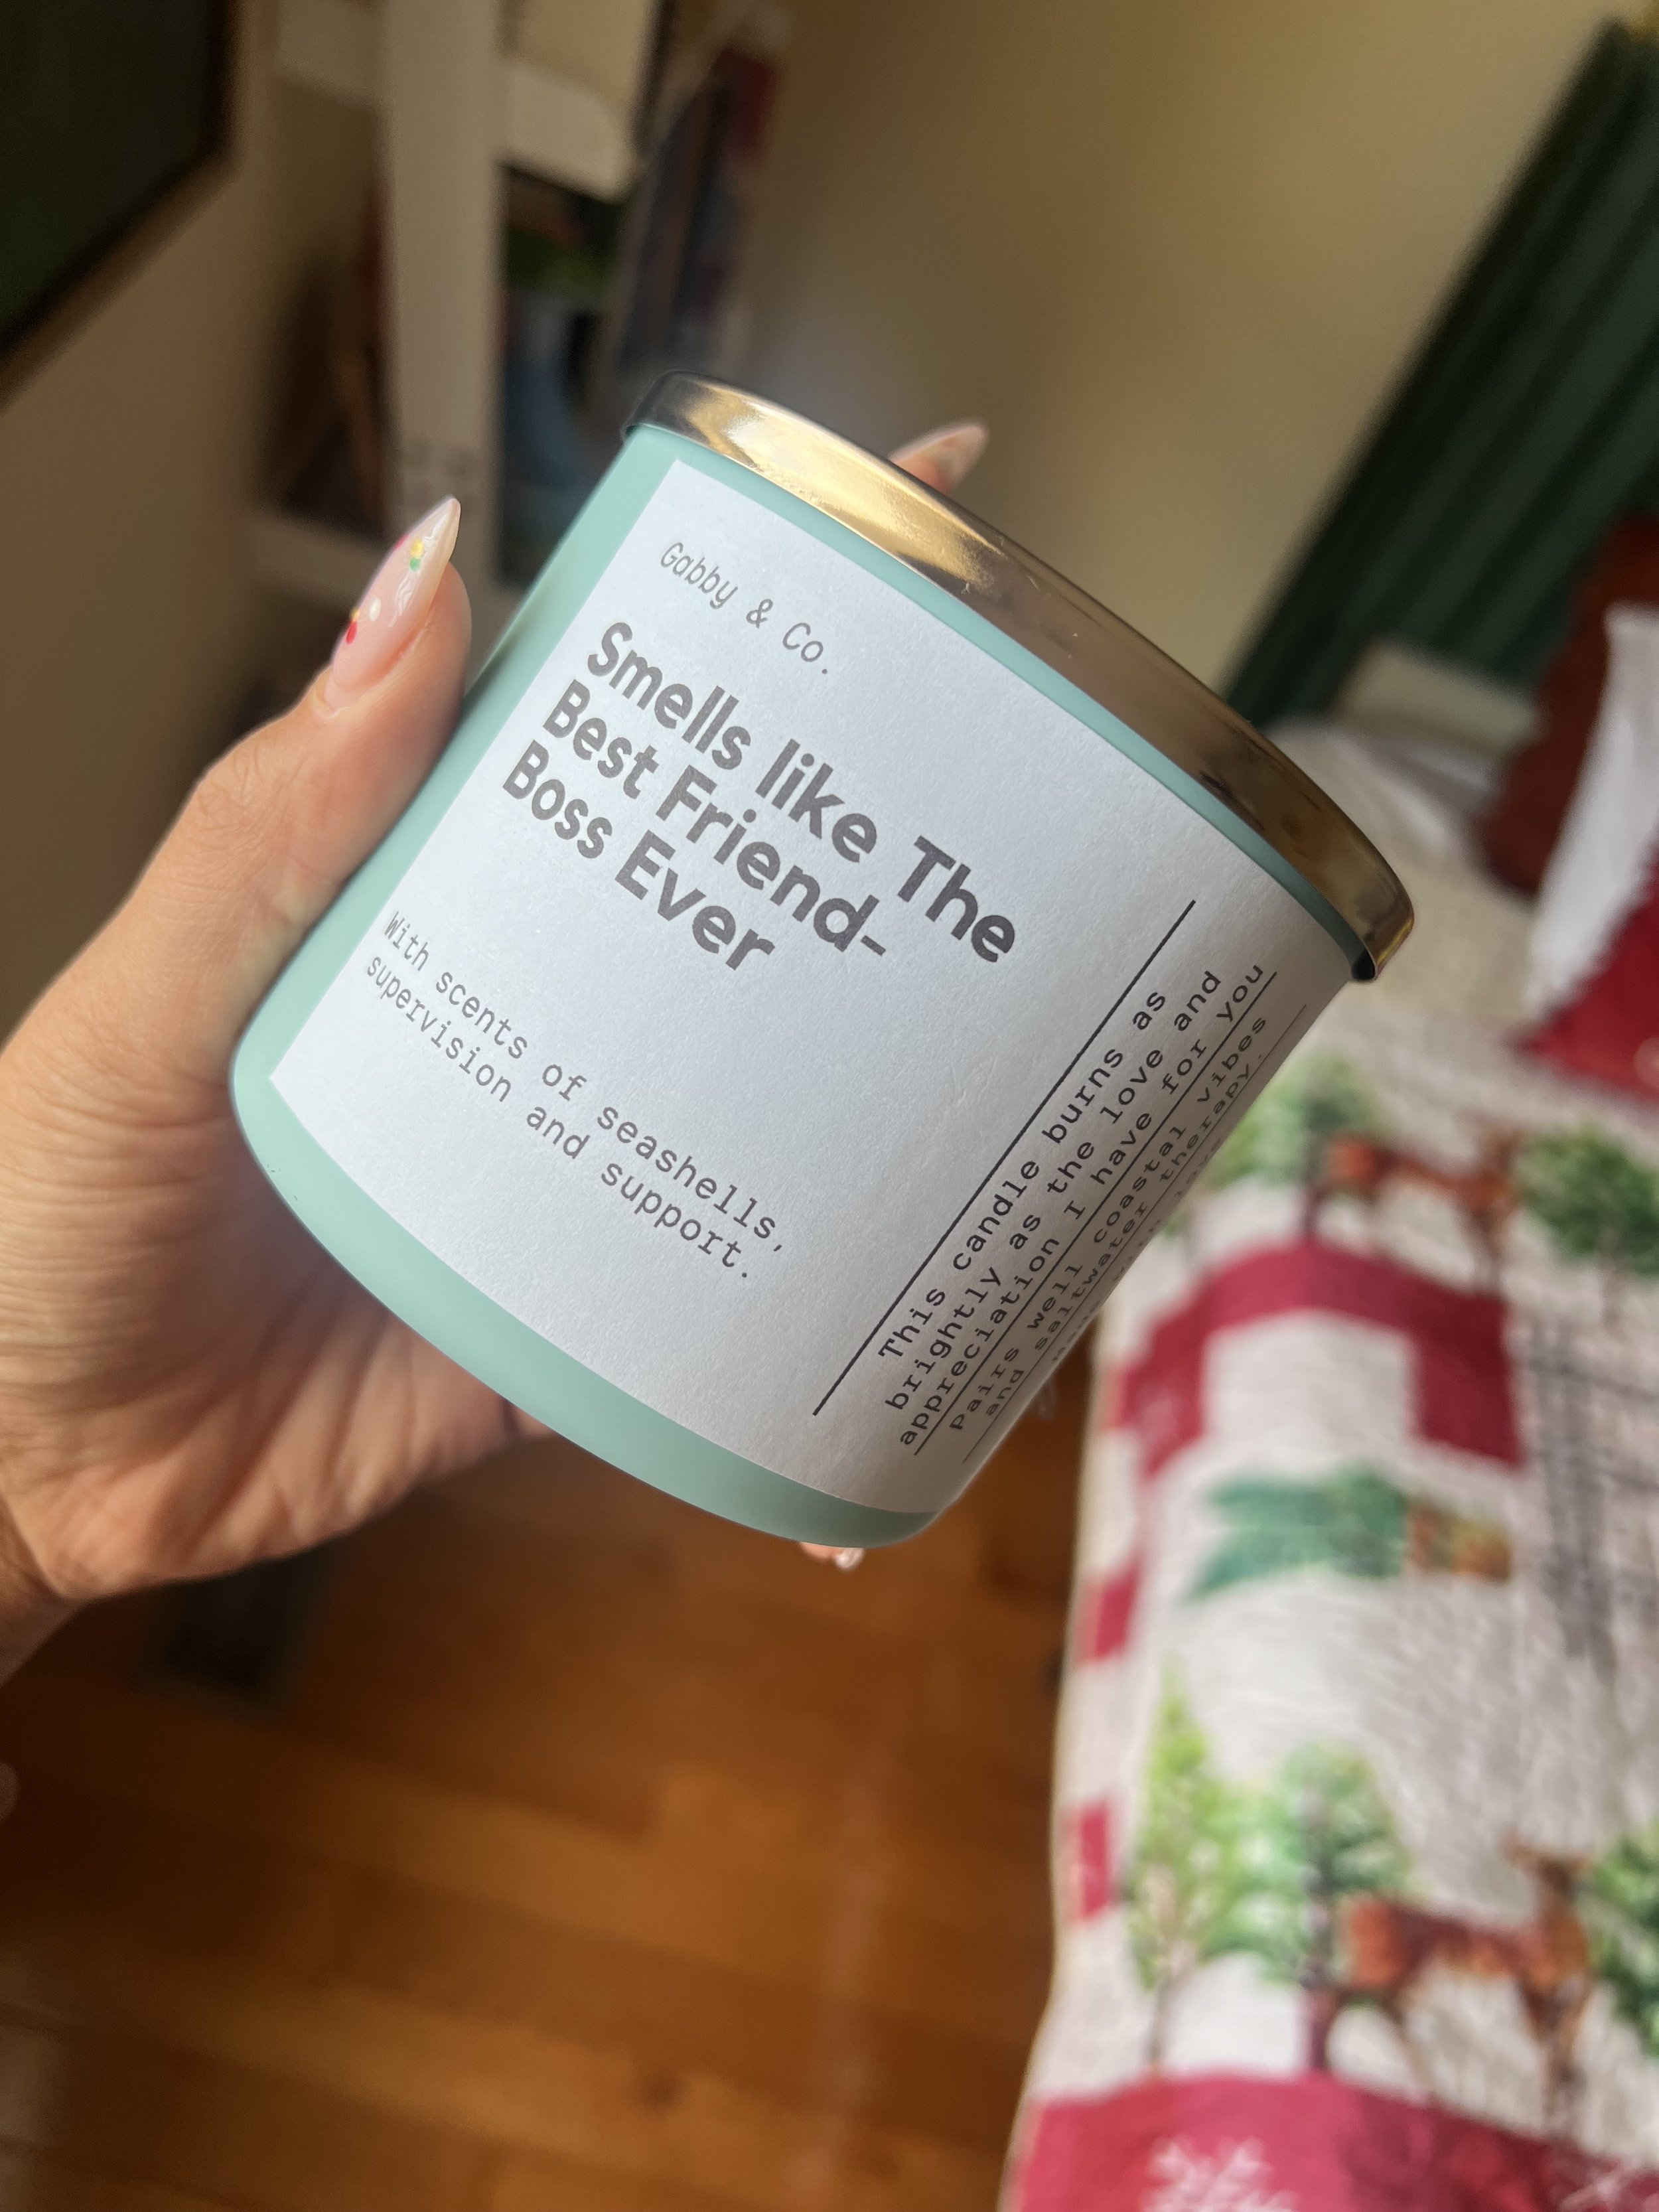 Gabby & Co.
Smells like The
Best Friend-
Boss Ever
With scents of seashells,
supervision and support.
This candle burns as
brightly as the love and
appreciation I have for you
Pairs well coastal vibes
and saltwater therapy.